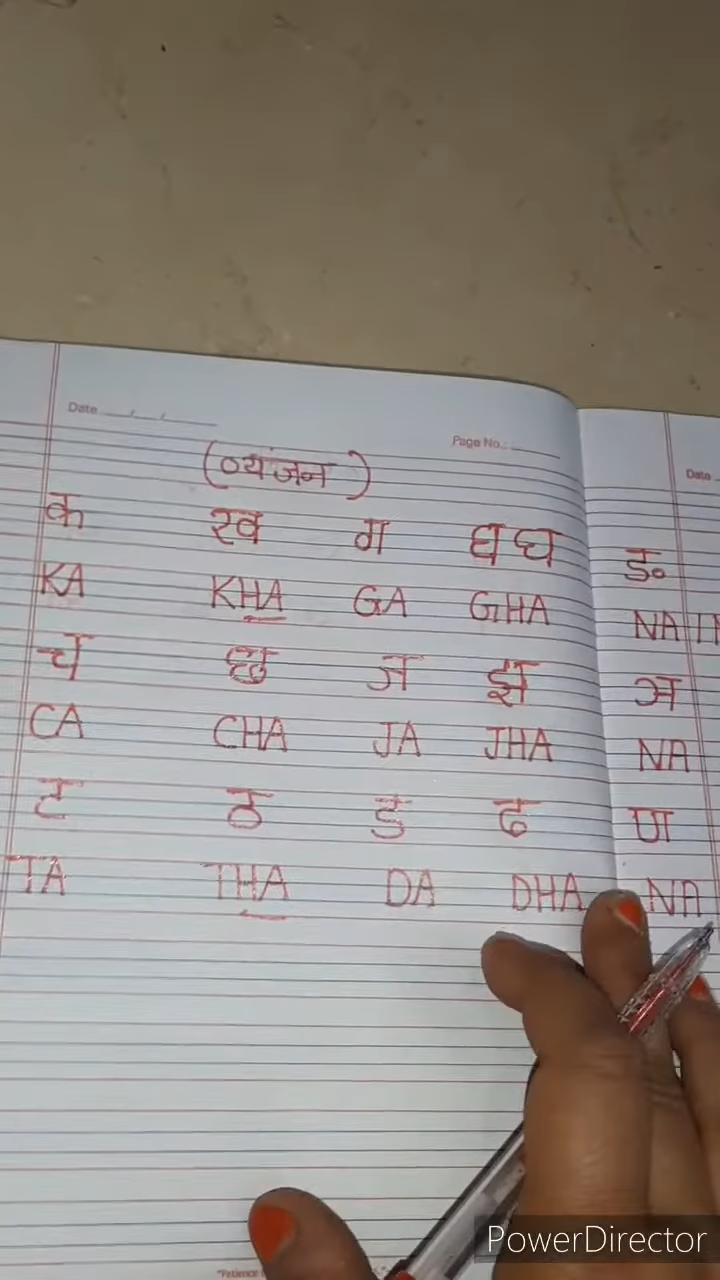 Date
Page No.:
Date
(व्यंजन)
क ख ग घ घ ङ
KA KHA GA GHA NA
च छ ज झ ञ
CA CHA JA JHA NA
ट ठ ड ढ ण
TA THA DA DHA NA
PowerDirector